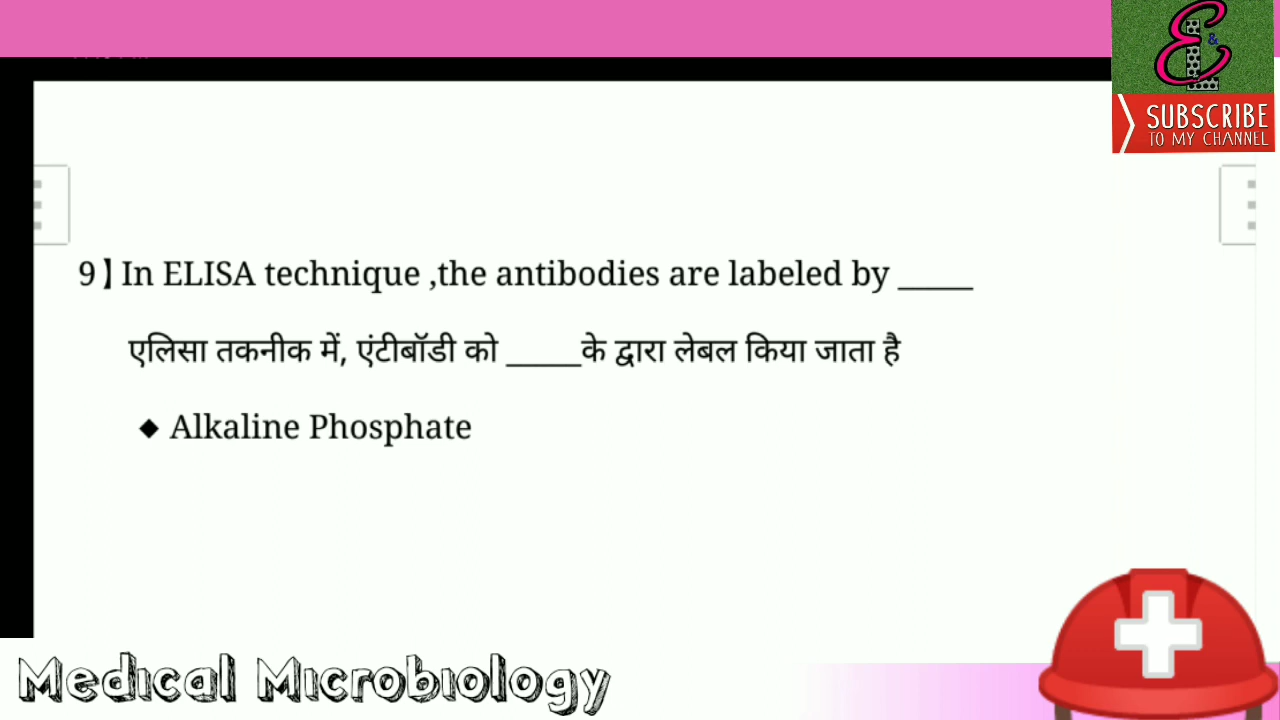 &
SUBSCRIBE
TO MY CHANNEL
9】In ELISA technique ,the antibodies are labeled by _____
एलिसा तकनीक में, एंटीबॉडी को _____के द्वारा लेबल किया जाता है
◆ Alkaline Phosphate
Medical Microbiology